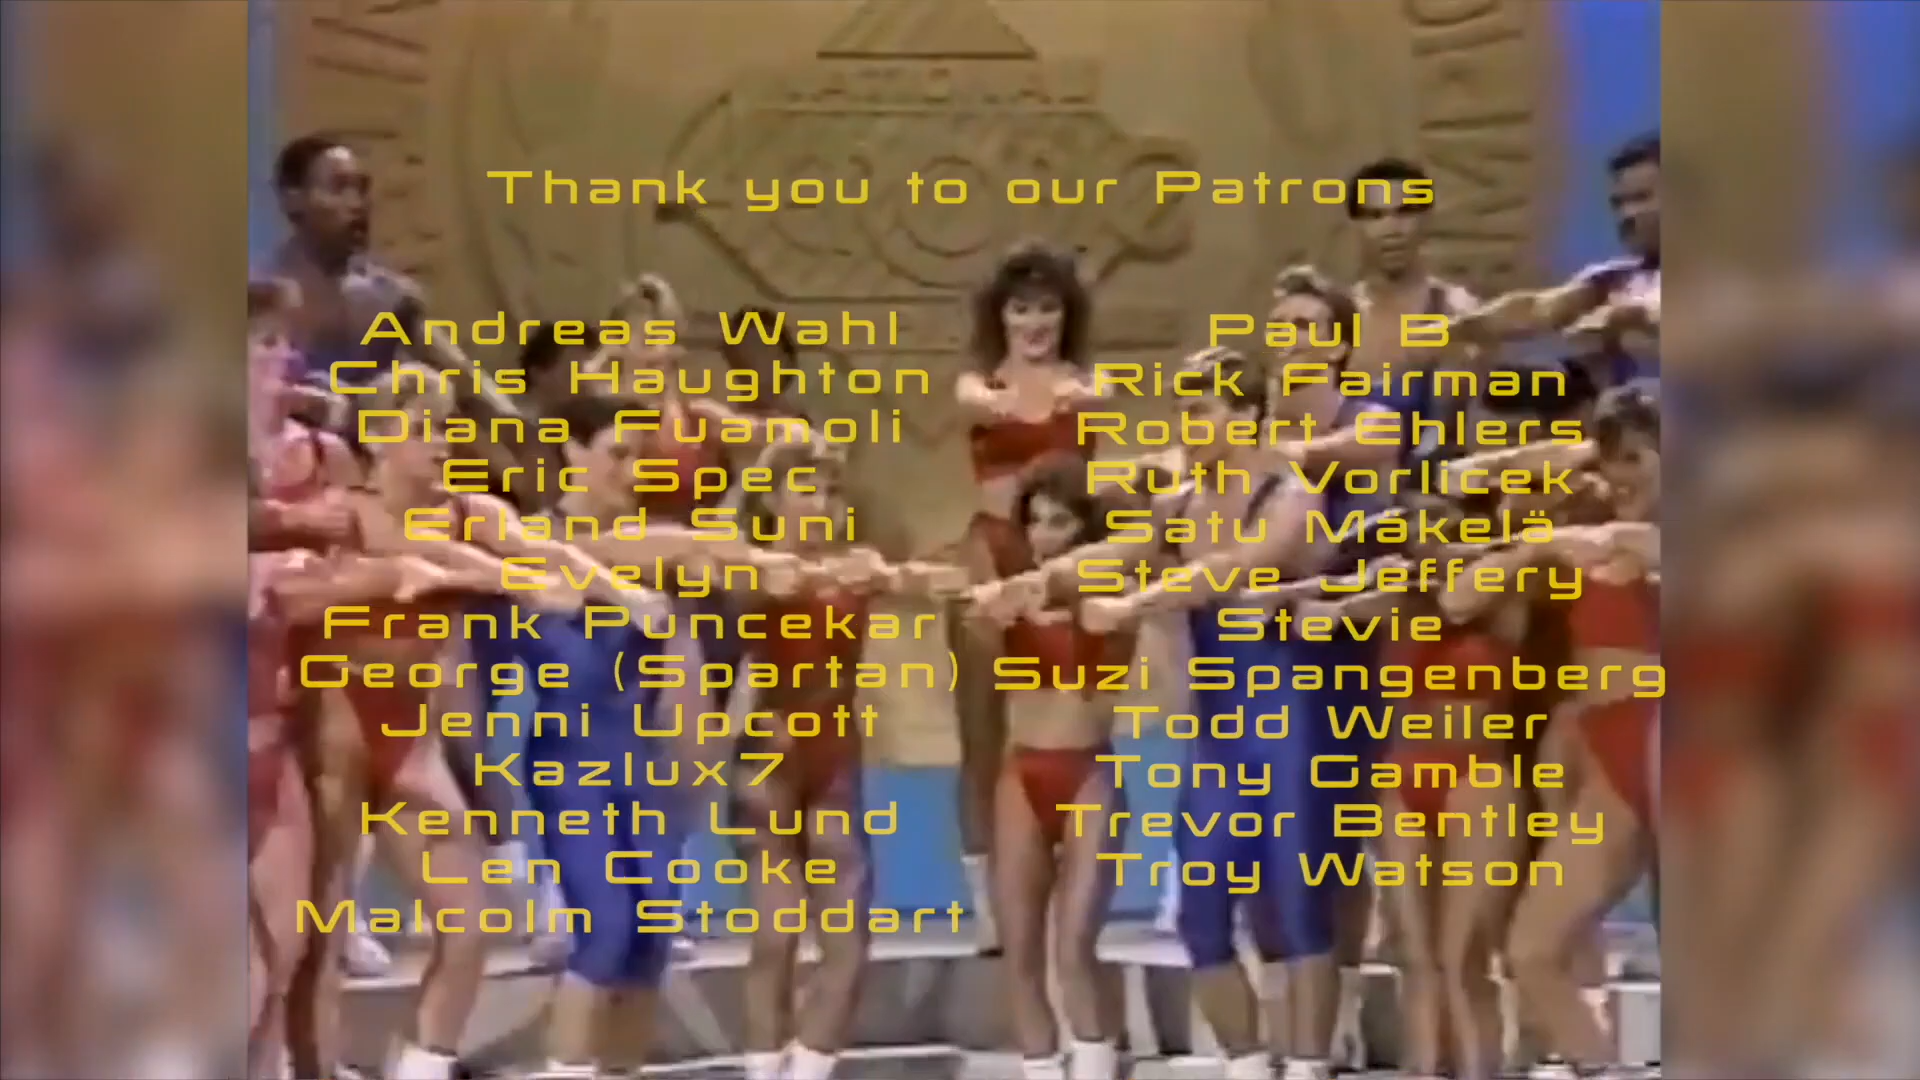 Thank you to our Patrons
Andreas Wahl
Chris Haughton
Diana Fuamoli
Eric Spec
Erland Suni
Evelyn
Frank Puncekar
George (Spartan)
Jenni Upcott
Kazlux7
Kenneth Lund
Len Cooke
Malcolm Stoddart
Paul B
Rick Fairman
Robert Ehlers
Ruth Vorlicek
Satu Mäkelä
Steve Jeffery
Stevie
Suzi Spangenberg
Todd Weiler
Tony Gamble
Trevor Bentley
Troy Watson